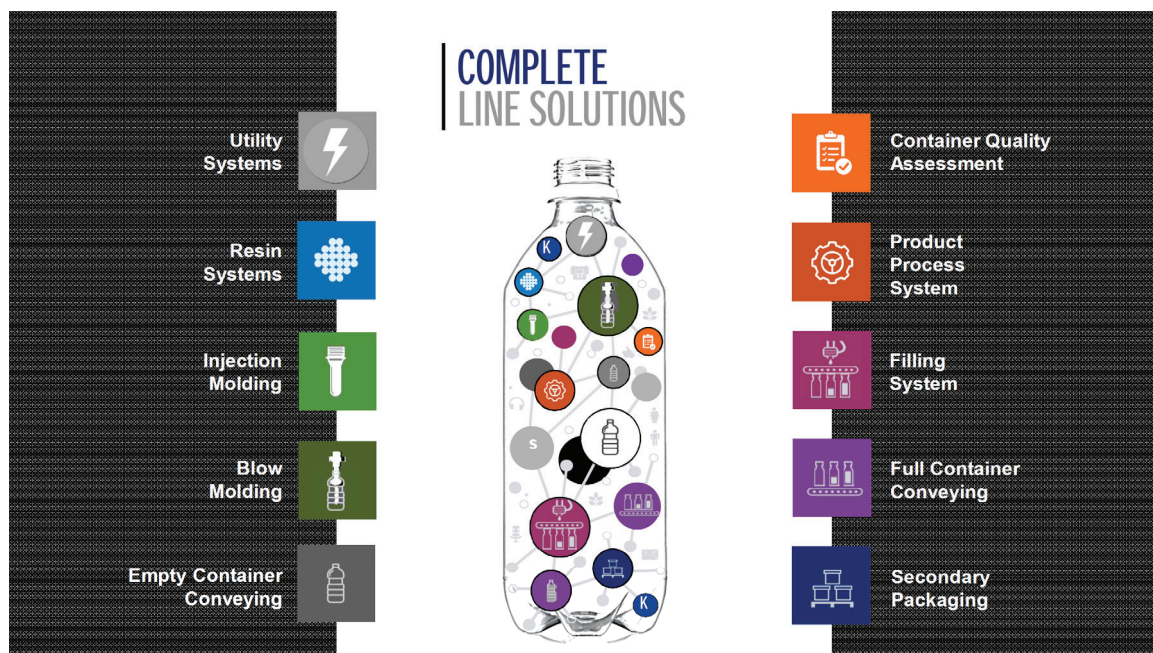 COMPLETE
LINE SOLUTIONS
Utility
Systems
Resin
Systems
Injection
Molding
Blow
Molding
Empty Container
Conveying
K
S
K
Container Quality
Assessment
Product
Process
System
Filling
System
Full Container
Conveying
Secondary
Packaging